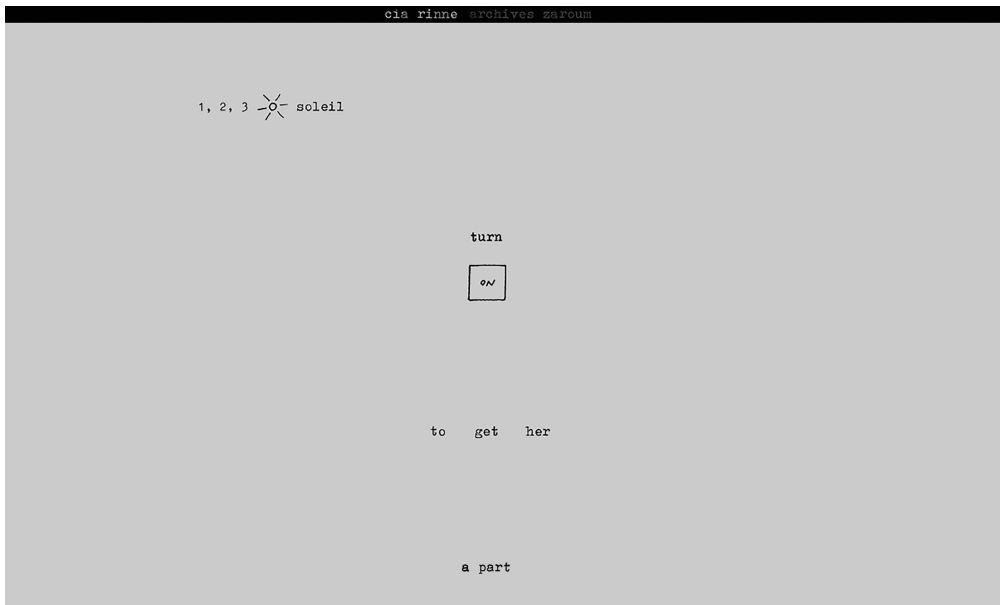 cia rinne archives zaroum
1, 2, 3 soleil
turn
ON
to get her
a part